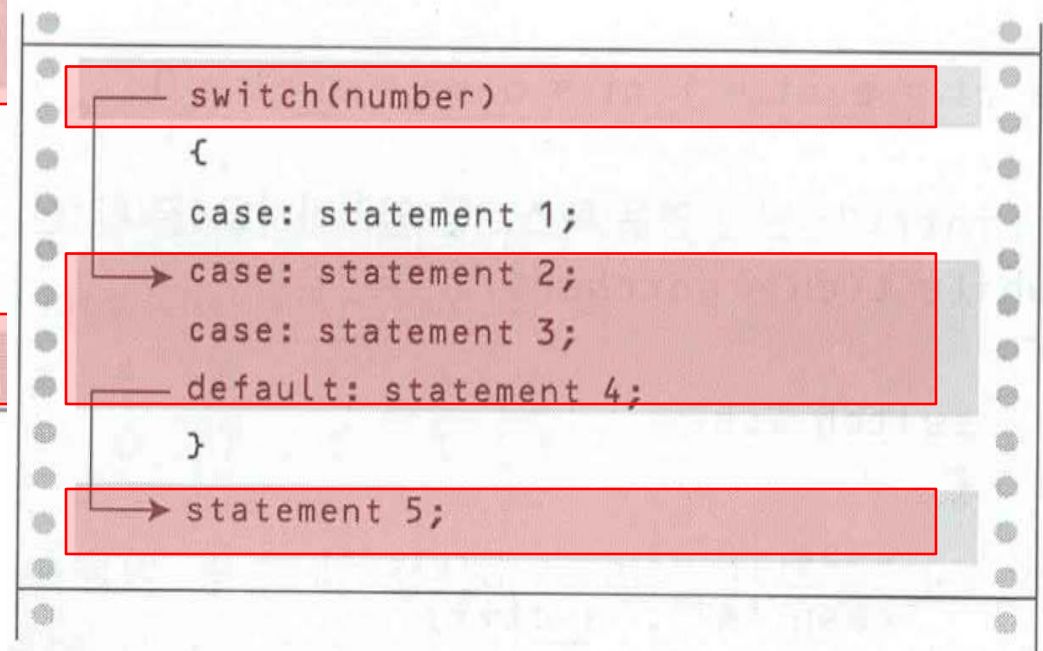 switch(number)
{
case: statement 1;
case: statement 2;
case: statement 3;
default: statement 4;
}
statement 5;